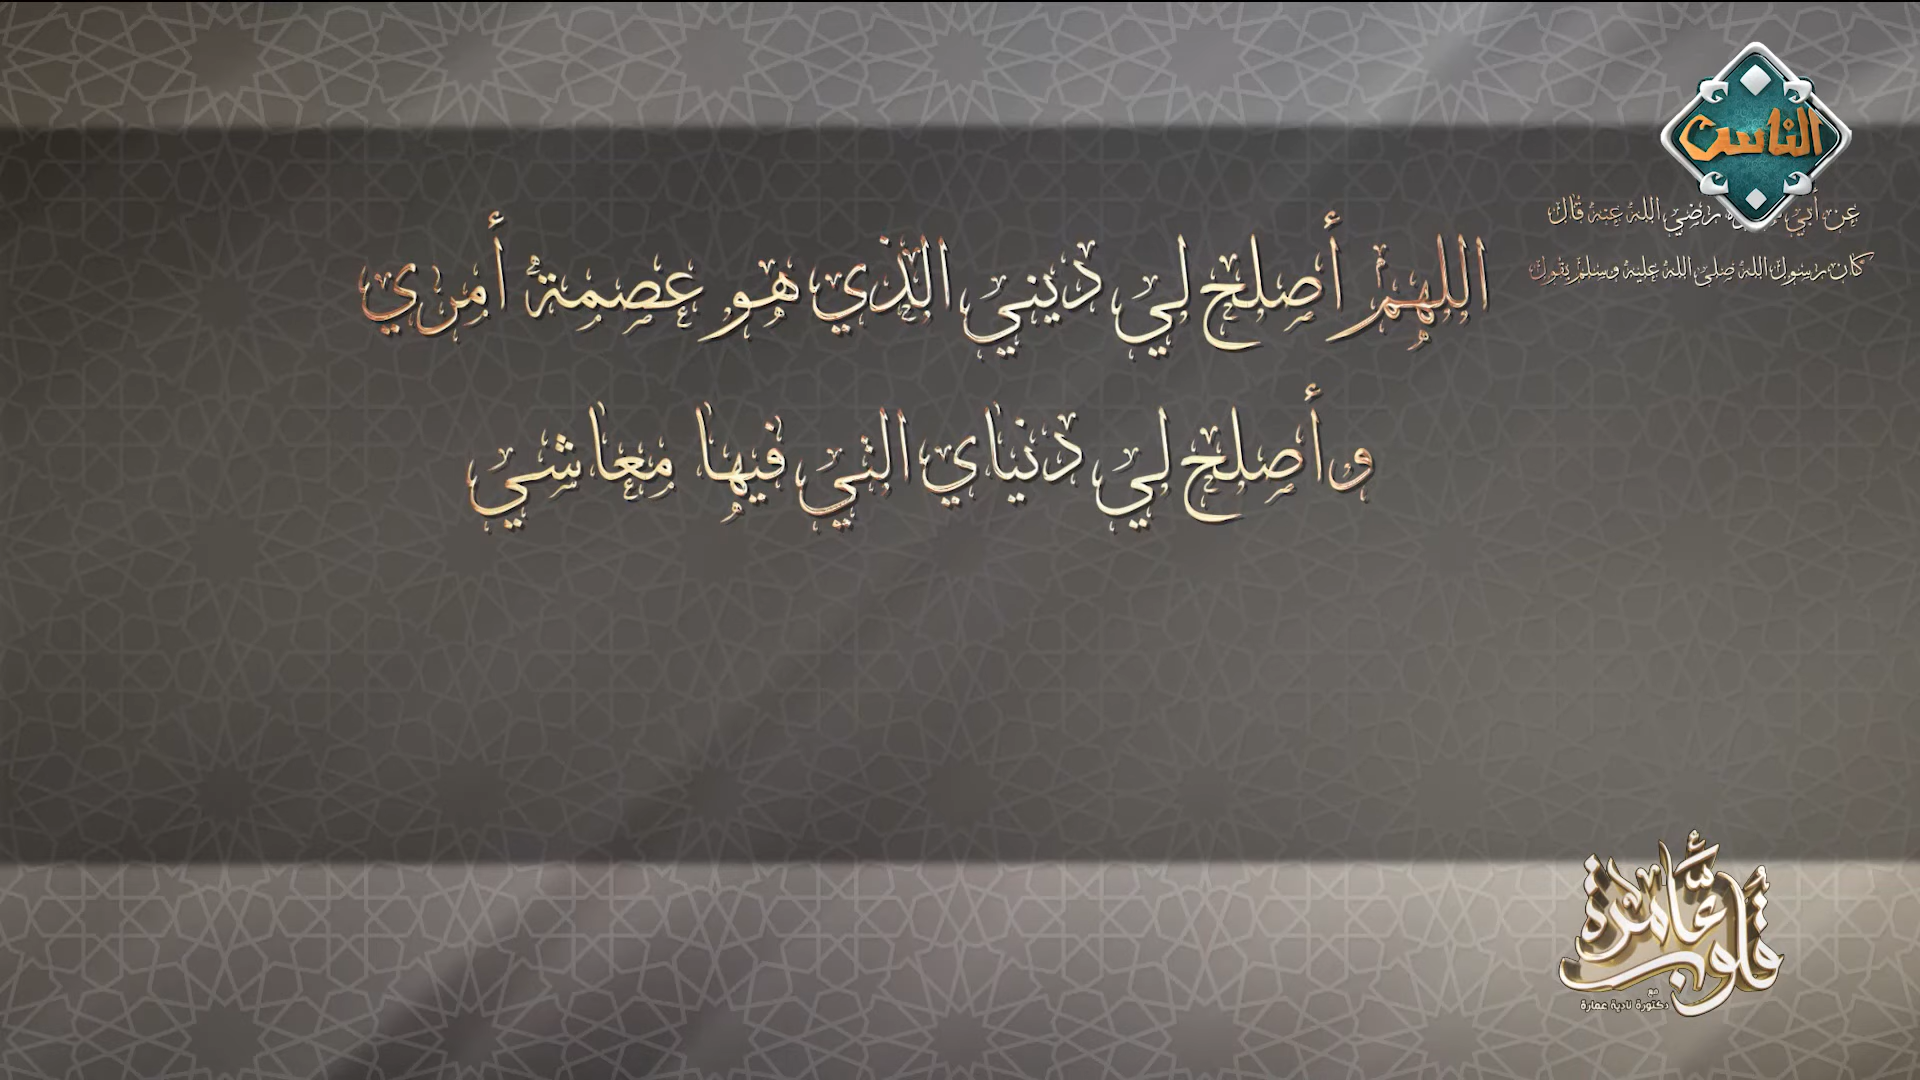 الناس
عن أبي رضي الله عنه قال
كان رسول الله صلى الله عليه وسلم يقول
اللهم أصلح لي ديني الذي هو عصمة أمري
وأصلح لي دنياي التي فيها معاشي
قلوب عامرة
مع
دكتورة نادية عمارة